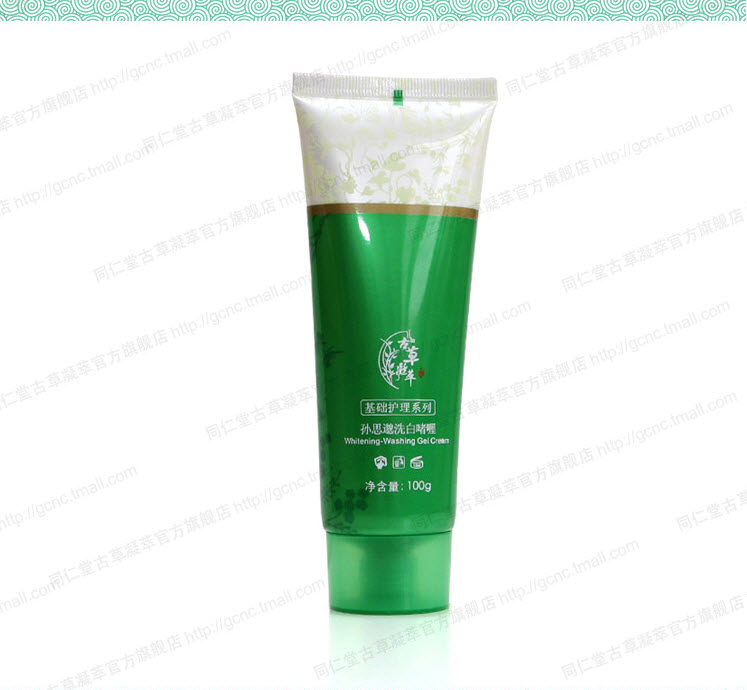 同仁堂古草凝萃官方旗舰店 http://gcnc.tmall.com
古草凝萃
基础护理系列
孙思邈洗白啫喱
Whitening-Washing Gel Cream
净含量: 100g